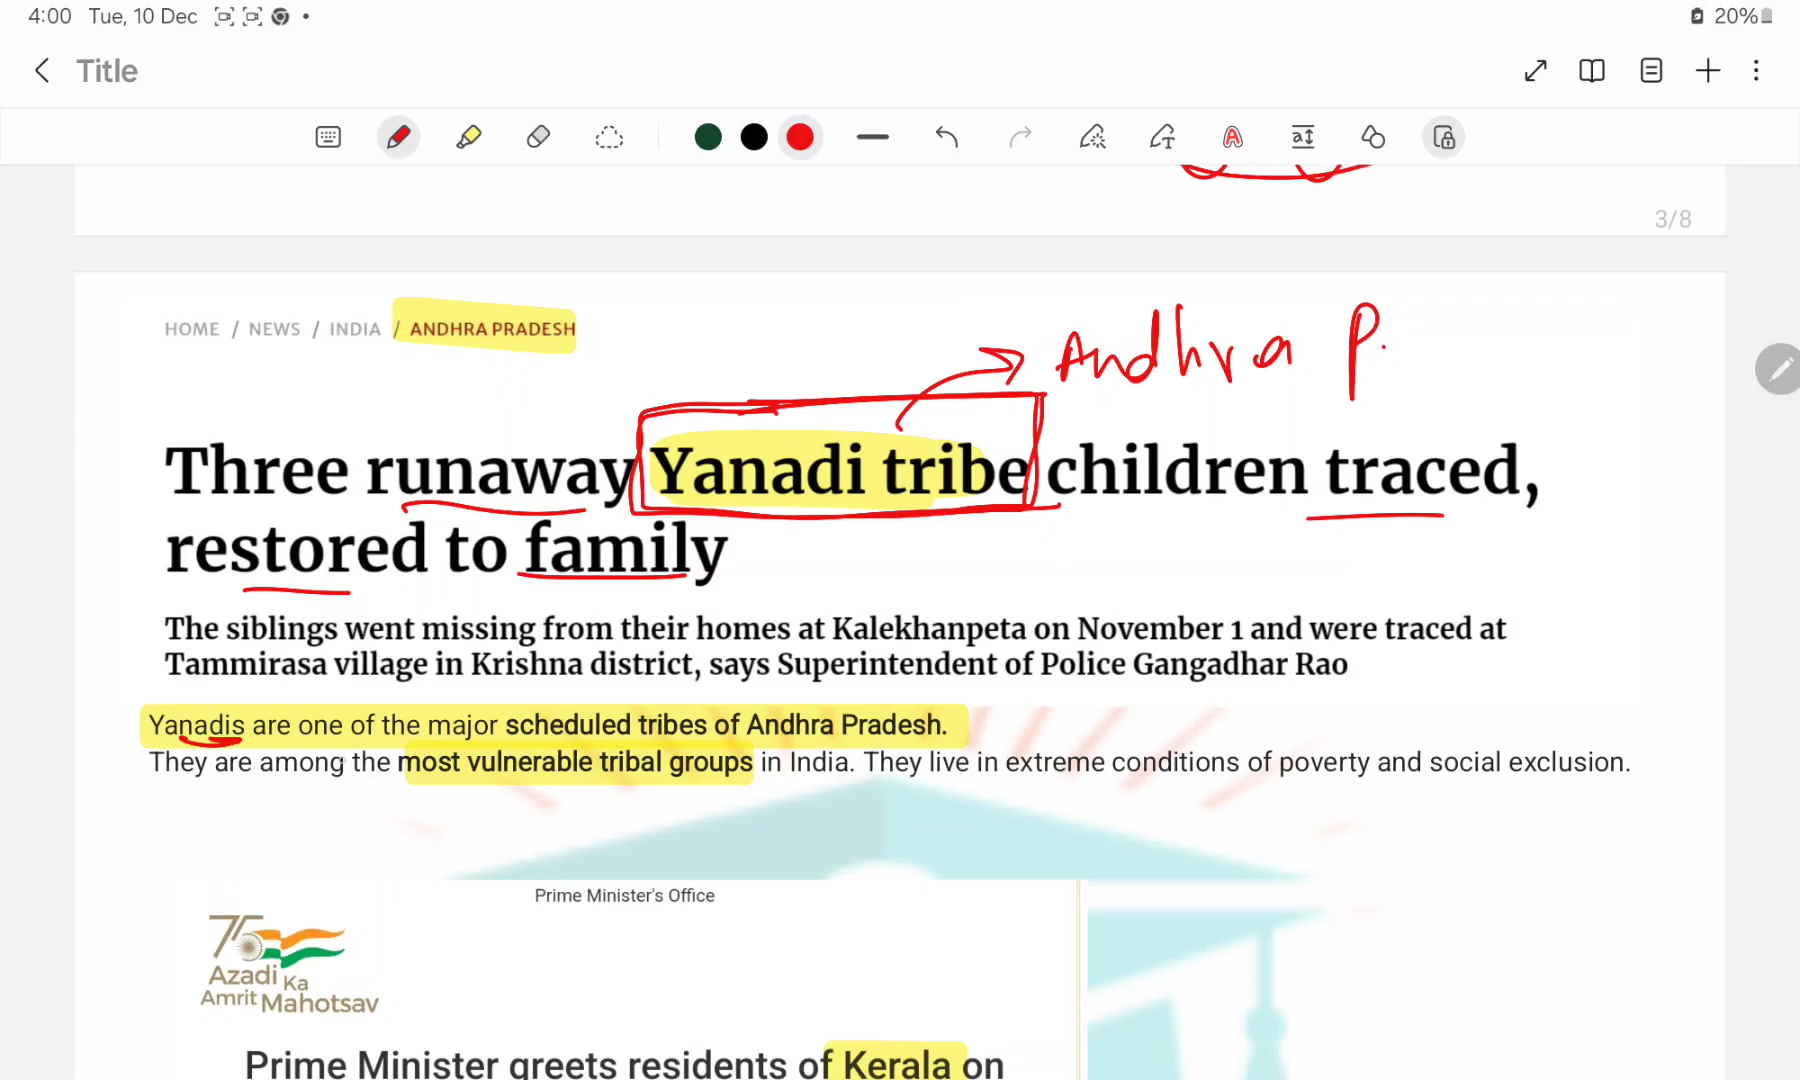 4:00 Tue, 10 Dec 20%
Title
3/8
HOME / NEWS / INDIA / ANDHRA PRADESH
Andhra P.
Three runaway Yanadi tribe children traced,
restored to family
The siblings went missing from their homes at Kalekhanpeta on November 1 and were traced at
Tammirasa village in Krishna district, says Superintendent of Police Gangadhar Rao
Yanadis are one of the major scheduled tribes of Andhra Pradesh.
They are among the most vulnerable tribal groups in India. They live in extreme conditions of poverty and social exclusion.
Prime Minister's Office
75
Azadi Ka
Amrit Mahotsav
Prime Minister greets residents of Kerala on